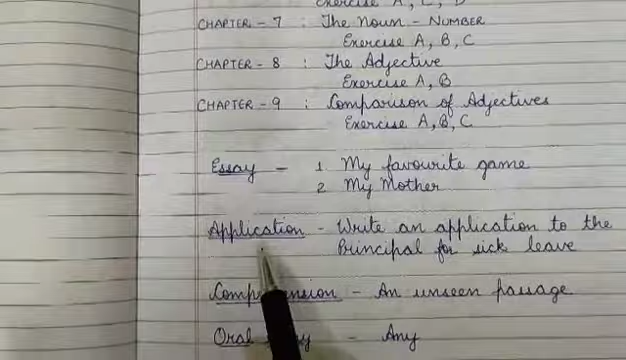 Exercise A, C, D
CHAPTER - 7 : The Noun - NUMBER
Exercise A, B, C
CHAPTER - 8 : The Adjective
Exercise A, B
CHAPTER - 9 : Comparison of Adjectives
Exercise A, B, C
Essay - 1 My favourite game
2 My Mother
Application - Write an application to the
Principal for sick leave
Comprehension - An unseen passage
Oral - Any